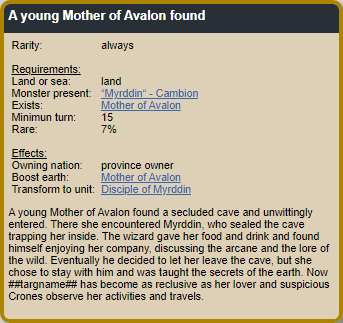 A young Mother of Avalon found
Rarity: always
Requirements:
Land or sea: land
Monster present: “Myrddin“ - Cambion
Exists: Mother of Avalon
Minimun turn: 15
Rare: 7%
Effects:
Owning nation: province owner
Boost earth: Mother of Avalon
Transform to unit: Disciple of Myrddin
A young Mother of Avalon found a secluded cave and unwittingly
entered. There she encountered Myrddin, who sealed the cave
trapping her inside. The wizard gave her food and drink and found
himself enjoying her company, discussing the arcane and the lore of
the wild. Eventually he decided to let her leave the cave, but she
chose to stay with him and was taught the secrets of the earth. Now
##targname## has become as reclusive as her lover and suspicious
Crones observe her activities and travels.